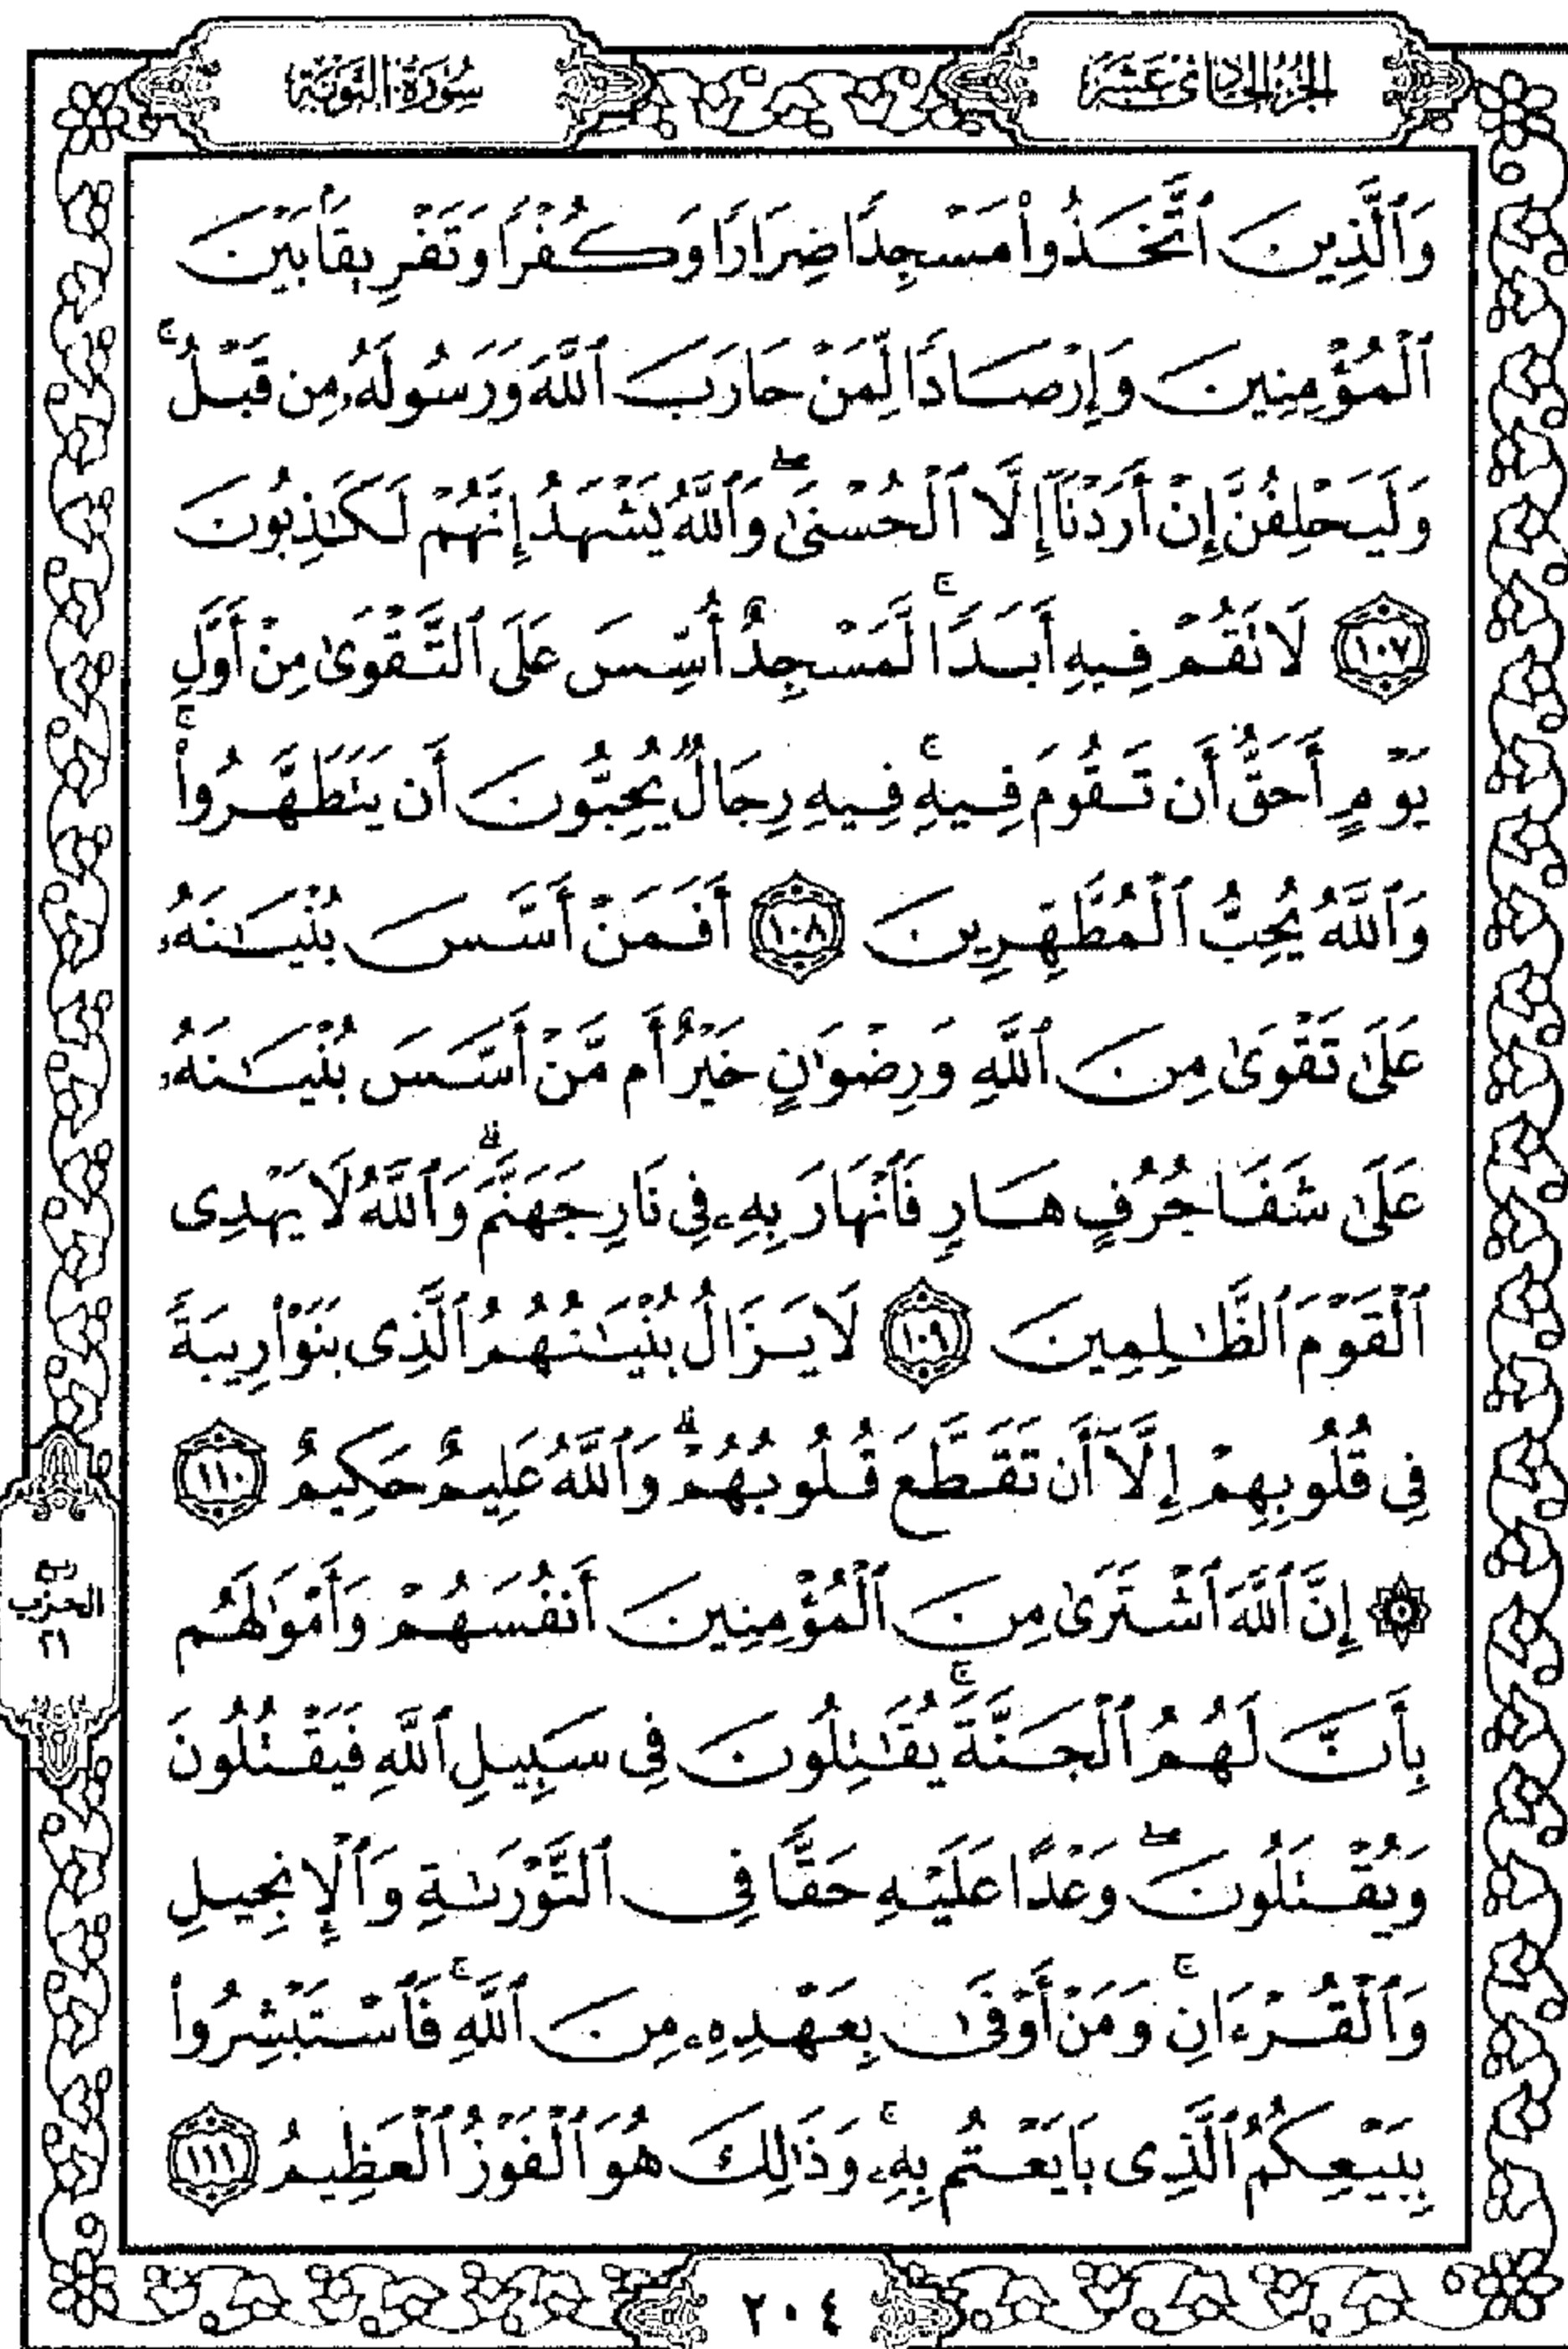 الجزء الحادي عشر
سورة التوبة
وَٱلَّذِينَ ٱتَّخَذُوا۟ مَسْجِدًا ضِرَارًا وَكُفْرًا وَتَفْرِيقًۢا بَيْنَ
ٱلْمُؤْمِنِينَ وَإِرْصَادًا لِّمَنْ حَارَبَ ٱللَّهَ وَرَسُولَهُۥ مِن قَبْلُ ۚ
وَلَيَحْلِفُنَّ إِنْ أَرَدْنَآ إِلَّا ٱلْحُسْنَىٰ ۖ وَٱللَّهُ يَشْهَدُ إِنَّهُمْ لَكَٰذِبُونَ
١٠٧ لَا تَقُمْ فِيهِ أَبَدًا ۚ لَّمَسْجِدٌ أُسِّسَ عَلَى ٱلتَّقْوَىٰ مِنْ أَوَّلِ
يَوْمٍ أَحَقُّ أَن تَقُومَ فِيهِ ۚ فِيهِ رِجَالٌ يُحِبُّونَ أَن يَتَطَهَّرُوا۟ ۚ
وَٱللَّهُ يُحِبُّ ٱلْمُطَّهِّرِينَ ١٠٨ أَفَمَنْ أَسَّسَ بُنْيَٰنَهُۥ
عَلَىٰ تَقْوَىٰ مِنَ ٱللَّهِ وَرِضْوَٰنٍ خَيْرٌ أَم مَّنْ أَسَّسَ بُنْيَٰنَهُۥ
عَلَىٰ شَفَا جُرُفٍ هَارٍ فَٱنْهَارَ بِهِۦ فِى نَارِ جَهَنَّمَ ۗ وَٱللَّهُ لَا يَهْدِى
ٱلْقَوْمَ ٱلظَّٰلِمِينَ ١٠٩ لَا يَزَالُ بُنْيَٰنُهُمُ ٱلَّذِى بَنَوْا۟ رِيبَةً
فِى قُلُوبِهِمْ إِلَّآ أَن تَقَطَّعَ قُلُوبُهُمْ ۗ وَٱللَّهُ عَلِيمٌ حَكِيمٌ ١١٠
۞ إِنَّ ٱللَّهَ ٱشْتَرَىٰ مِنَ ٱلْمُؤْمِنِينَ أَنفُسَهُمْ وَأَمْوَٰلَهُم
بِأَنَّ لَهُمُ ٱلْجَنَّةَ ۚ يُقَٰتِلُونَ فِى سَبِيلِ ٱللَّهِ فَيَقْتُلُونَ
وَيُقْتَلُونَ ۖ وَعْدًا عَلَيْهِ حَقًّا فِى ٱلتَّوْرَىٰةِ وَٱلْإِنجِيلِ
وَٱلْقُرْءَانِ ۚ وَمَنْ أَوْفَىٰ بِعَهْدِهِۦ مِنَ ٱللَّهِ ۚ فَٱسْتَبْشِرُوا۟
بِبَيْعِكُمُ ٱلَّذِى بَايَعْتُم بِهِۦ ۚ وَذَٰلِكَ هُوَ ٱلْفَوْزُ ٱلْعَظِيمُ ١١١
ربع
الحزب
٢١
٢٠٤